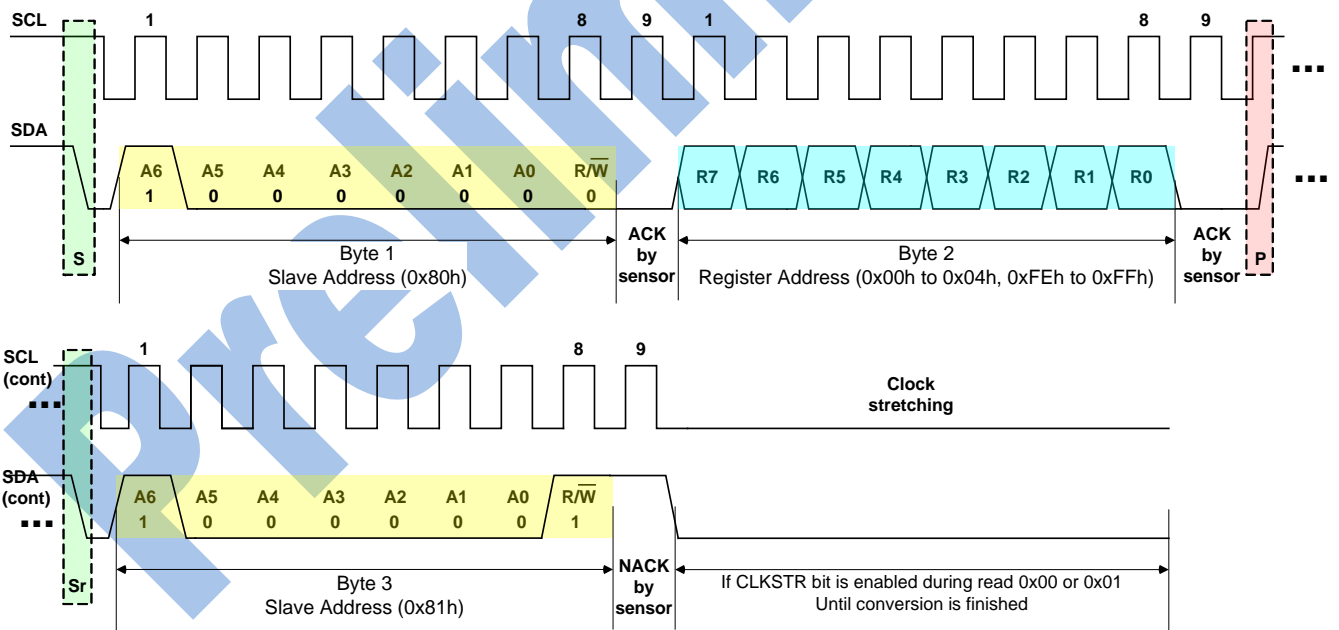 SCL 1 8 9 1 8 9
...
SDA
A6 A5 A4 A3 A2 A1 A0 R/W̅ R7 R6 R5 R4 R3 R2 R1 R0 ...
1 0 0 0 0 0 0 0
S Byte 1 ACK by sensor Byte 2 ACK by sensor P
Slave Address (0x80h) Register Address (0x00h to 0x04h, 0xFEh to 0xFFh)
SCL (cont) 1 8 9
... Clock stretching
SDA (cont)
A6 A5 A4 A3 A2 A1 A0 R/W̅
... 1 0 0 0 0 0 0 1
Sr Byte 3 NACK by sensor If CLKSTR bit is enabled during read 0x00 or 0x01
Slave Address (0x81h) Until conversion is finished
Prelim